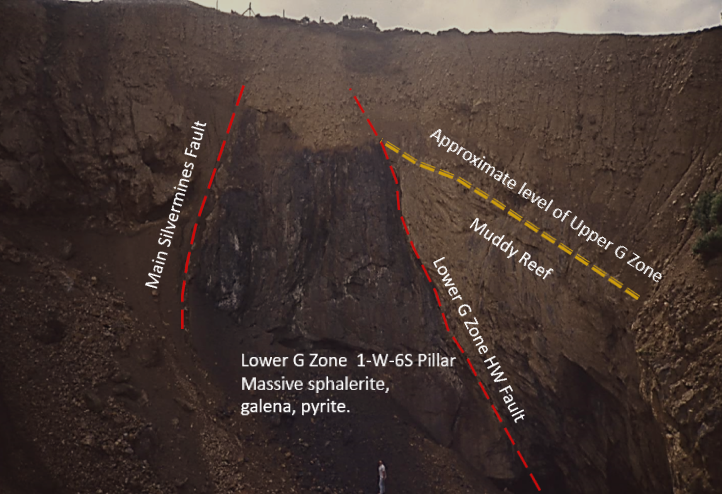 Main Silvermines Fault
Approximate level of Upper G Zone
Muddy Reef
Lower G Zone HW Fault
Lower G Zone 1-W-6S Pillar
Massive sphalerite,
galena, pyrite.